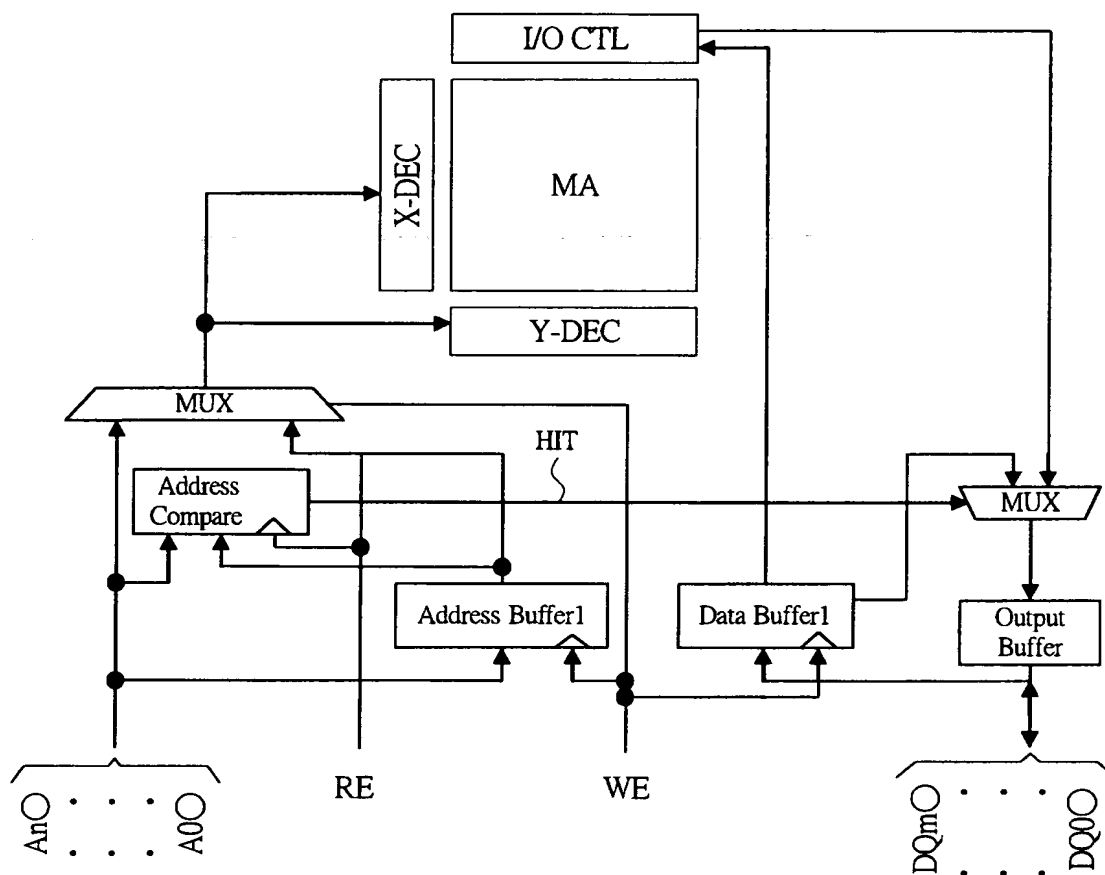 I/O CTL
X-DEC
MA
Y-DEC
MUX
HIT
Address
Compare
MUX
Address Buffer1
Data Buffer1
Output
Buffer
RE
WE
An
A0
DQm
DQ0